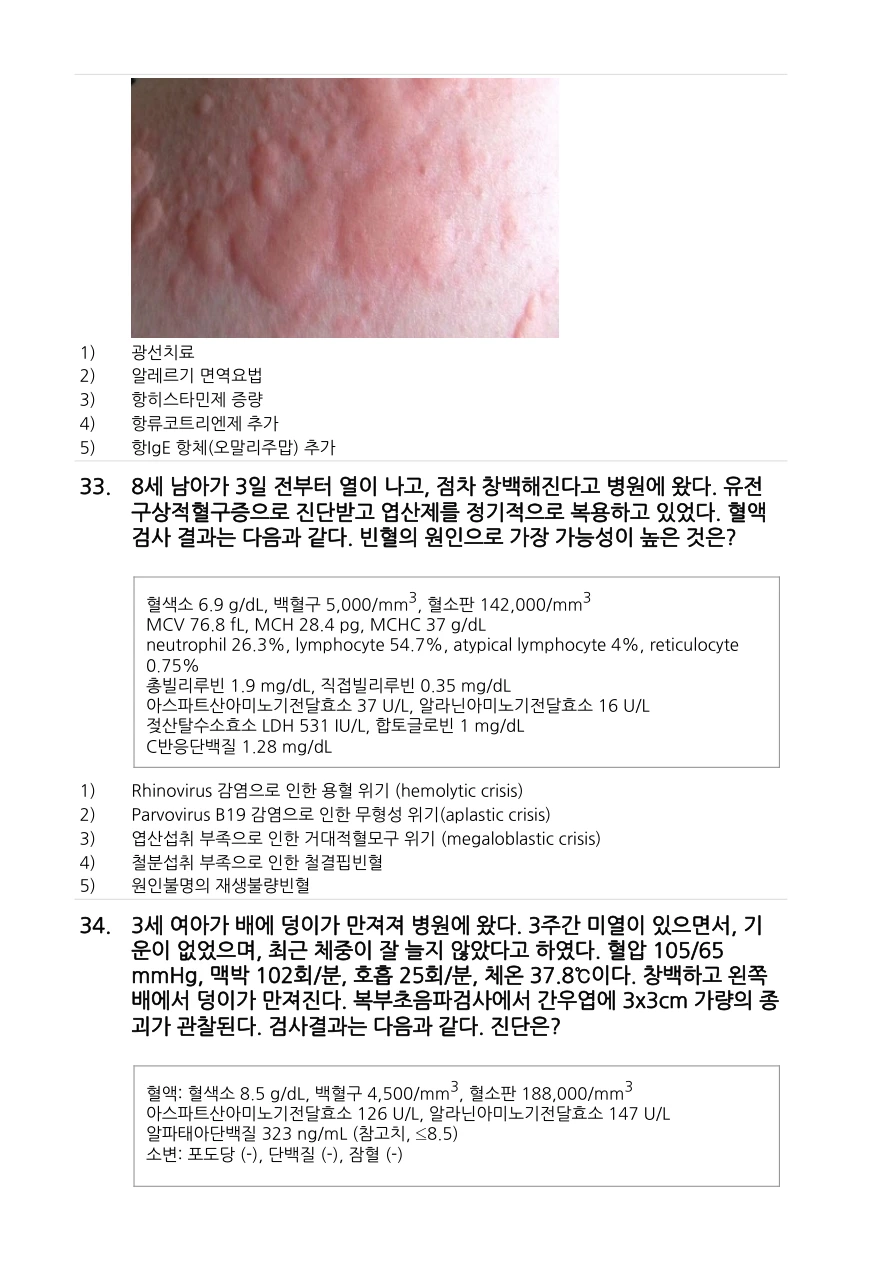 1) 광선치료
2) 알레르기 면역요법
3) 항히스타민제 증량
4) 항류코트리엔제 추가
5) 항IgE 항체(오말리주맙) 추가
33. 8세 남아가 3일 전부터 열이 나고, 점차 창백해진다고 병원에 왔다. 유전
구상적혈구증으로 진단받고 엽산제를 정기적으로 복용하고 있었다. 혈액
검사 결과는 다음과 같다. 빈혈의 원인으로 가장 가능성이 높은 것은?
혈색소 6.9 g/dL, 백혈구 5,000/mm3, 혈소판 142,000/mm3
MCV 76.8 fL, MCH 28.4 pg, MCHC 37 g/dL
neutrophil 26.3%, lymphocyte 54.7%, atypical lymphocyte 4%, reticulocyte
0.75%
총빌리루빈 1.9 mg/dL, 직접빌리루빈 0.35 mg/dL
아스파트산아미노기전달효소 37 U/L, 알라닌아미노기전달효소 16 U/L
젖산탈수소효소 LDH 531 IU/L, 합토글로빈 1 mg/dL
C반응단백질 1.28 mg/dL
1) Rhinovirus 감염으로 인한 용혈 위기 (hemolytic crisis)
2) Parvovirus B19 감염으로 인한 무형성 위기(aplastic crisis)
3) 엽산섭취 부족으로 인한 거대적혈모구 위기 (megaloblastic crisis)
4) 철분섭취 부족으로 인한 철결핍빈혈
5) 원인불명의 재생불량빈혈
34. 3세 여아가 배에 덩이가 만져져 병원에 왔다. 3주간 미열이 있으면서, 기
운이 없었으며, 최근 체중이 잘 늘지 않았다고 하였다. 혈압 105/65
mmHg, 맥박 102회/분, 호흡 25회/분, 체온 37.8℃이다. 창백하고 왼쪽
배에서 덩이가 만져진다. 복부초음파검사에서 간우엽에 3x3cm 가량의 종
괴가 관찰된다. 검사결과는 다음과 같다. 진단은?
혈액: 혈색소 8.5 g/dL, 백혈구 4,500/mm3, 혈소판 188,000/mm3
아스파트산아미노기전달효소 126 U/L, 알라닌아미노기전달효소 147 U/L
알파태아단백질 323 ng/mL (참고치, ≤8.5)
소변: 포도당 (-), 단백질 (-), 잠혈 (-)